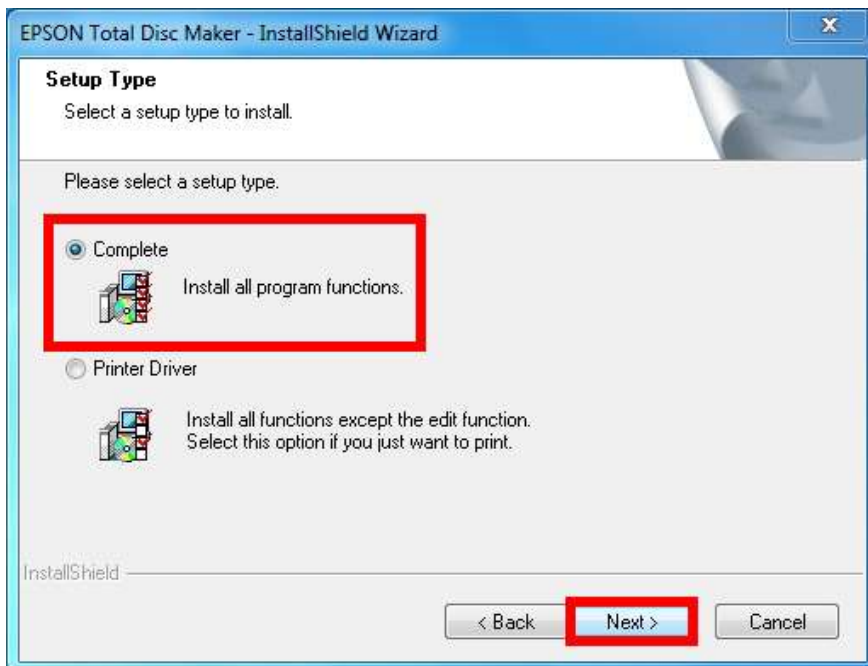 EPSON Total Disc Maker - InstallShield Wizard
Setup Type
Select a setup type to install.
Please select a setup type.
Complete
Install all program functions.
Printer Driver
Install all functions except the edit function.
Select this option if you just want to print.
InstallShield
< Back Next > Cancel